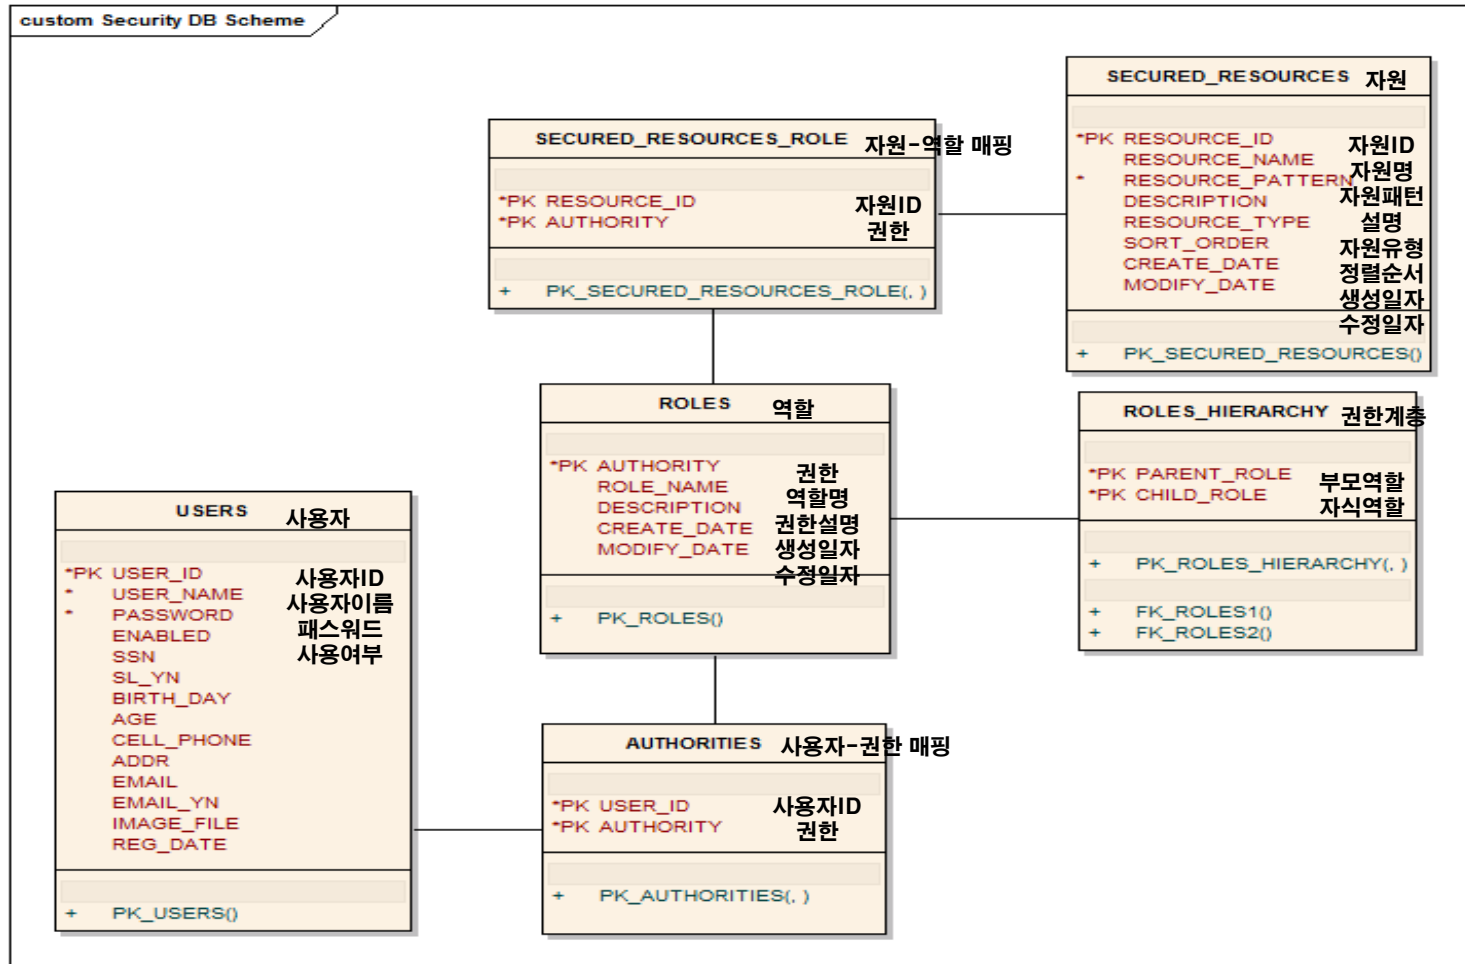 custom Security DB Scheme
SECURED_RESOURCES 자원
*PK RESOURCE_ID 자원ID
RESOURCE_NAME 자원명
* RESOURCE_PATTERN 자원패턴
DESCRIPTION 설명
RESOURCE_TYPE 자원유형
SORT_ORDER 정렬순서
CREATE_DATE 생성일자
MODIFY_DATE 수정일자
+ PK_SECURED_RESOURCES()
SECURED_RESOURCES_ROLE 자원-역할 매핑
*PK RESOURCE_ID 자원ID
*PK AUTHORITY 권한
+ PK_SECURED_RESOURCES_ROLE(, )
ROLES 역할
*PK AUTHORITY 권한
ROLE_NAME 역할명
DESCRIPTION 권한설명
CREATE_DATE 생성일자
MODIFY_DATE 수정일자
+ PK_ROLES()
ROLES_HIERARCHY 권한계층
*PK PARENT_ROLE 부모역할
*PK CHILD_ROLE 자식역할
+ PK_ROLES_HIERARCHY(, )
+ FK_ROLES1()
+ FK_ROLES2()
USERS 사용자
*PK USER_ID 사용자ID
* USER_NAME 사용자이름
* PASSWORD 패스워드
ENABLED 사용여부
SSN
SL_YN
BIRTH_DAY
AGE
CELL_PHONE
ADDR
EMAIL
EMAIL_YN
IMAGE_FILE
REG_DATE
+ PK_USERS()
AUTHORITIES 사용자-권한 매핑
*PK USER_ID 사용자ID
*PK AUTHORITY 권한
+ PK_AUTHORITIES(, )